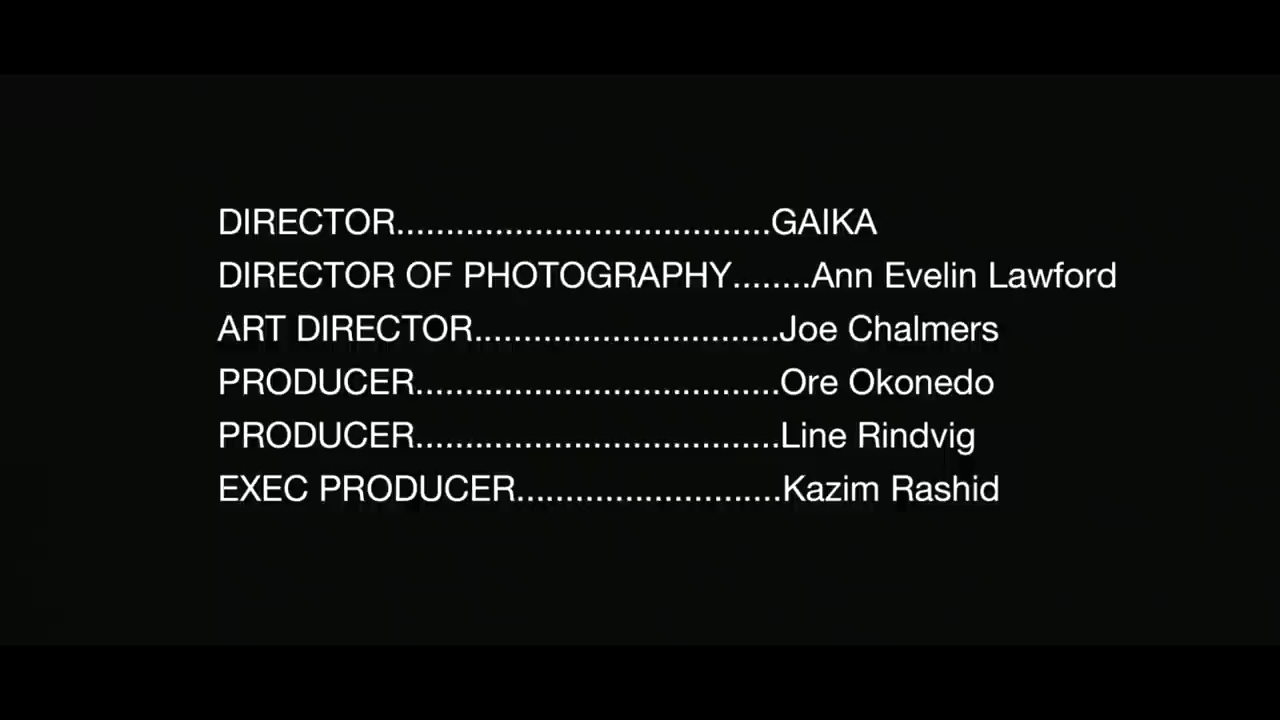 DIRECTOR.....................................GAIKA
DIRECTOR OF PHOTOGRAPHY........Ann Evelin Lawford
ART DIRECTOR..............................Joe Chalmers
PRODUCER....................................Ore Okonedo
PRODUCER....................................Line Rindvig
EXEC PRODUCER..........................Kazim Rashid